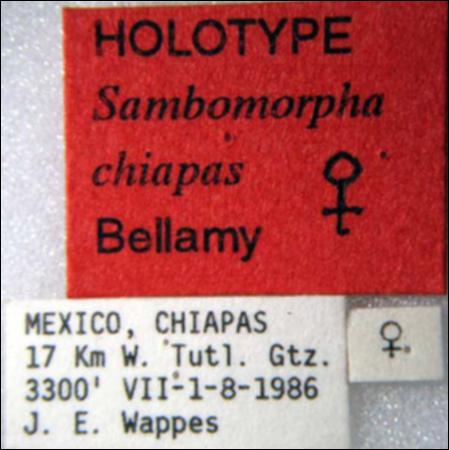 HOLOTYPE
Sambomorpha
chiapas ♀
Bellamy
MEXICO, CHIAPAS
17 Km W. Tutl. Gtz.
3300' VII-1-8-1986
J. E. Wappes
♀